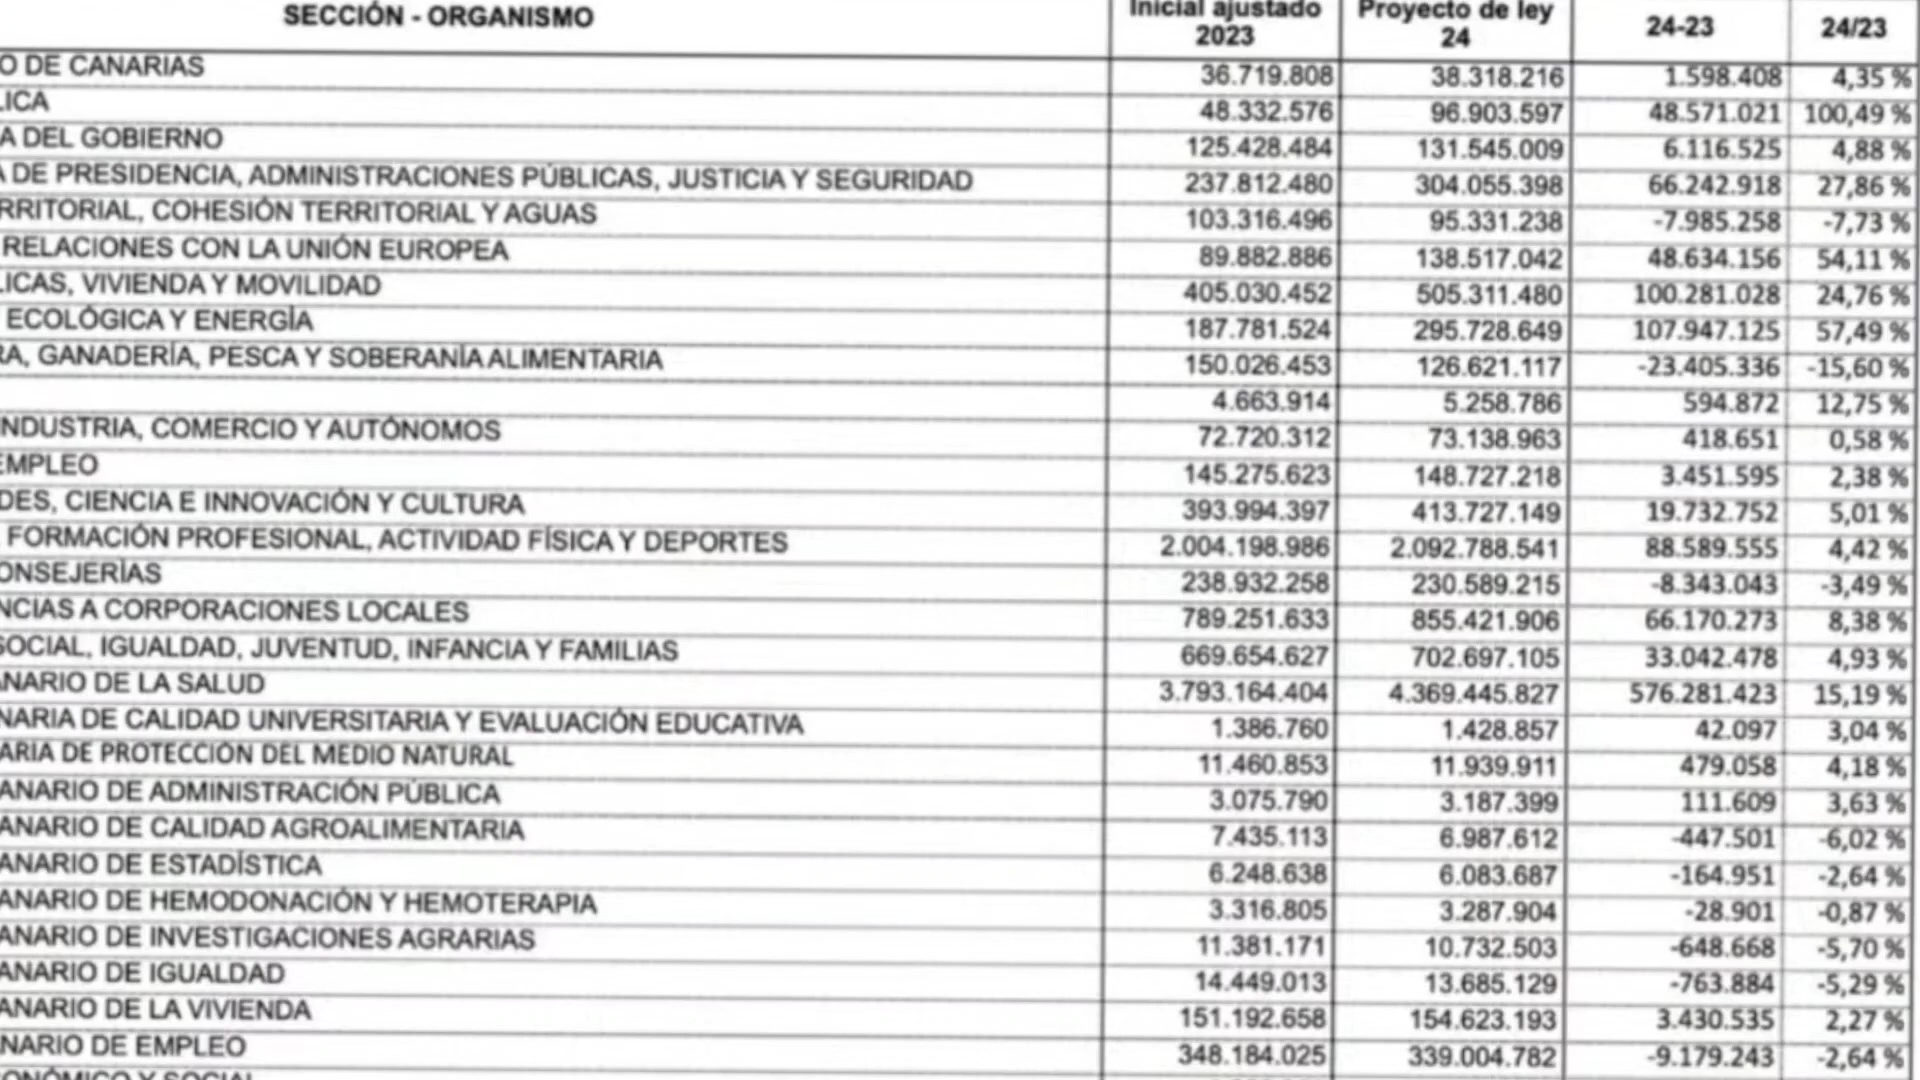 SECCIÓN - ORGANISMO Inicial ajustado 2023 Proyecto de ley 24 24-23 24/23
O DE CANARIAS 36.719.808 38.318.216 1.598.408 4,35 %
LICA 48.332.576 96.903.597 48.571.021 100,49 %
A DEL GOBIERNO 125.428.484 131.545.009 6.116.525 4,88 %
A DE PRESIDENCIA, ADMINISTRACIONES PÚBLICAS, JUSTICIA Y SEGURIDAD 237.812.480 304.055.398 66.242.918 27,86 %
RRITORIAL, COHESIÓN TERRITORIAL Y AGUAS 103.316.496 95.331.238 -7.985.258 -7,73 %
RELACIONES CON LA UNIÓN EUROPEA 89.882.886 138.517.042 48.634.156 54,11 %
LICAS, VIVIENDA Y MOVILIDAD 405.030.452 505.311.480 100.281.028 24,76 %
ECOLÓGICA Y ENERGÍA 187.781.524 295.728.649 107.947.125 57,49 %
RA, GANADERÍA, PESCA Y SOBERANÍA ALIMENTARIA 150.026.453 126.621.117 -23.405.336 -15,60 %
4.663.914 5.258.786 594.872 12,75 %
INDUSTRIA, COMERCIO Y AUTÓNOMOS 72.720.312 73.138.963 418.651 0,58 %
EMPLEO 145.275.623 148.727.218 3.451.595 2,38 %
DES, CIENCIA E INNOVACIÓN Y CULTURA 393.994.397 413.727.149 19.732.752 5,01 %
FORMACIÓN PROFESIONAL, ACTIVIDAD FÍSICA Y DEPORTES 2.004.198.986 2.092.788.541 88.589.555 4,42 %
ONSEJERÍAS 238.932.258 230.589.215 -8.343.043 -3,49 %
NCIAS A CORPORACIONES LOCALES 789.251.633 855.421.906 66.170.273 8,38 %
SOCIAL, IGUALDAD, JUVENTUD, INFANCIA Y FAMILIAS 669.654.627 702.697.105 33.042.478 4,93 %
ANARIO DE LA SALUD 3.793.164.404 4.369.445.827 576.281.423 15,19 %
NARIA DE CALIDAD UNIVERSITARIA Y EVALUACIÓN EDUCATIVA 1.386.760 1.428.857 42.097 3,04 %
ARIA DE PROTECCIÓN DEL MEDIO NATURAL 11.460.853 11.939.911 479.058 4,18 %
ANARIO DE ADMINISTRACIÓN PÚBLICA 3.075.790 3.187.399 111.609 3,63 %
ANARIO DE CALIDAD AGROALIMENTARIA 7.435.113 6.987.612 -447.501 -6,02 %
ANARIO DE ESTADÍSTICA 6.248.638 6.083.687 -164.951 -2,64 %
ANARIO DE HEMODONACIÓN Y HEMOTERAPIA 3.316.805 3.287.904 -28.901 -0,87 %
ANARIO DE INVESTIGACIONES AGRARIAS 11.381.171 10.732.503 -648.668 -5,70 %
ANARIO DE IGUALDAD 14.449.013 13.685.129 -763.884 -5,29 %
ANARIO DE LA VIVIENDA 151.192.658 154.623.193 3.430.535 2,27 %
NARIO DE EMPLEO 348.184.025 339.004.782 -9.179.243 -2,64 %
ONÓMICO Y SOCIAL